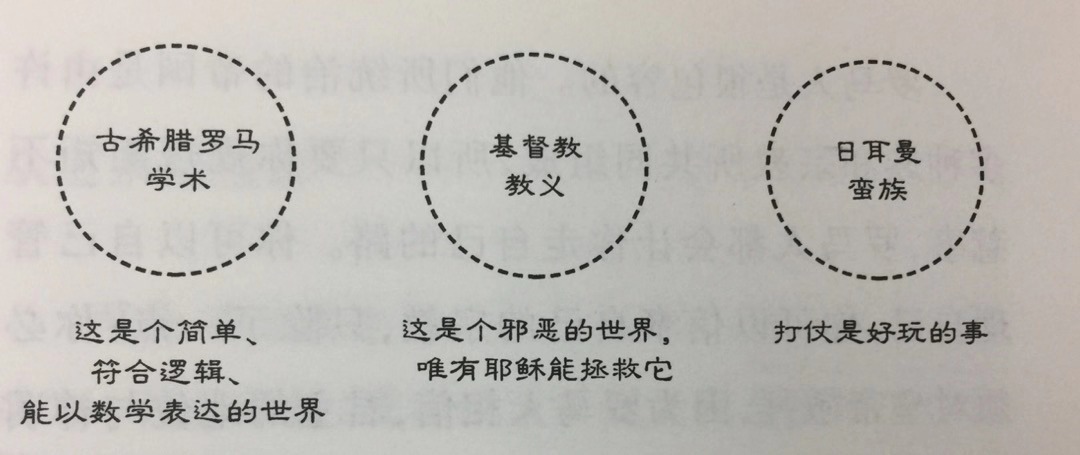 古希腊罗马
学术
基督教
教义
日耳曼
蛮族
这是个简单、
符合逻辑、
能以数学表达的世界
这是个邪恶的世界，
唯有耶稣能拯救它
打仗是好玩的事